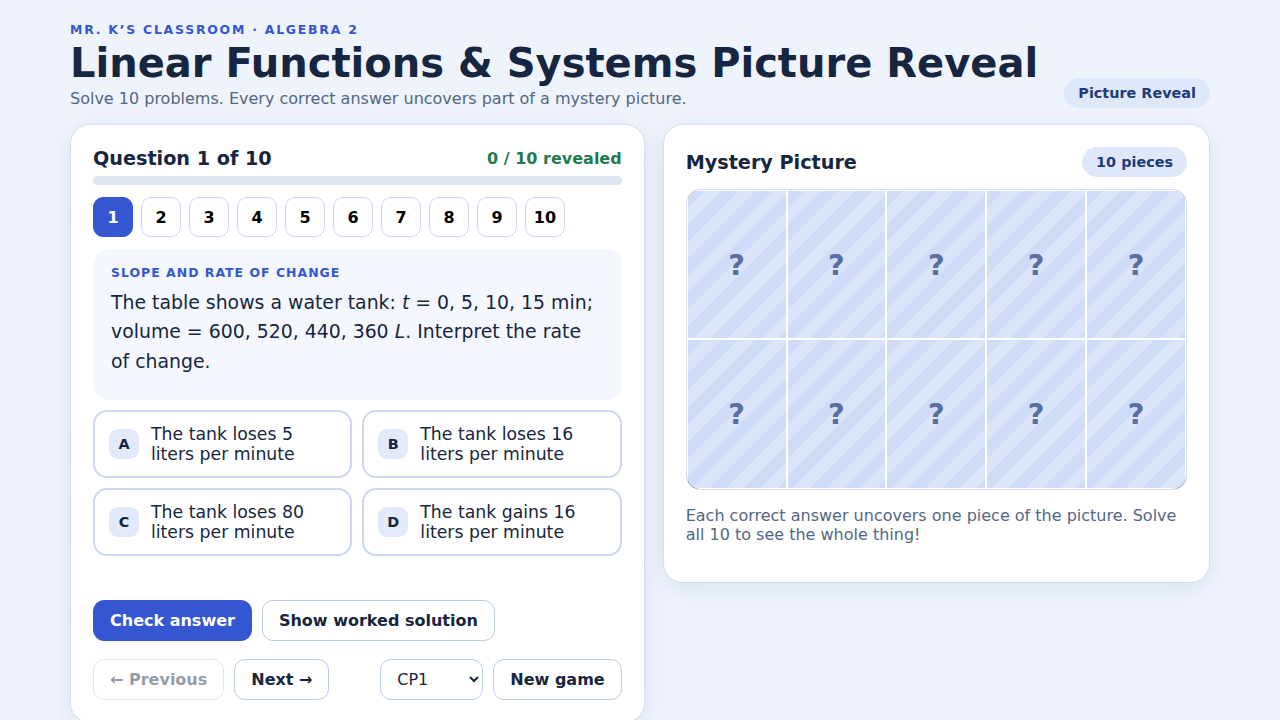 MR. K’S CLASSROOM · ALGEBRA 2
Linear Functions & Systems Picture Reveal
Solve 10 problems. Every correct answer uncovers part of a mystery picture.
Picture Reveal
Question 1 of 10
0 / 10 revealed
1 2 3 4 5 6 7 8 9 10
SLOPE AND RATE OF CHANGE
The table shows a water tank: t = 0, 5, 10, 15 min;
volume = 600, 520, 440, 360 L. Interpret the rate
of change.
A The tank loses 5
liters per minute
B The tank loses 16
liters per minute
C The tank loses 80
liters per minute
D The tank gains 16
liters per minute
Check answer
Show worked solution
← Previous
Next →
CP1
New game
Mystery Picture
10 pieces
? ? ? ? ?
? ? ? ? ?
Each correct answer uncovers one piece of the picture. Solve
all 10 to see the whole thing!